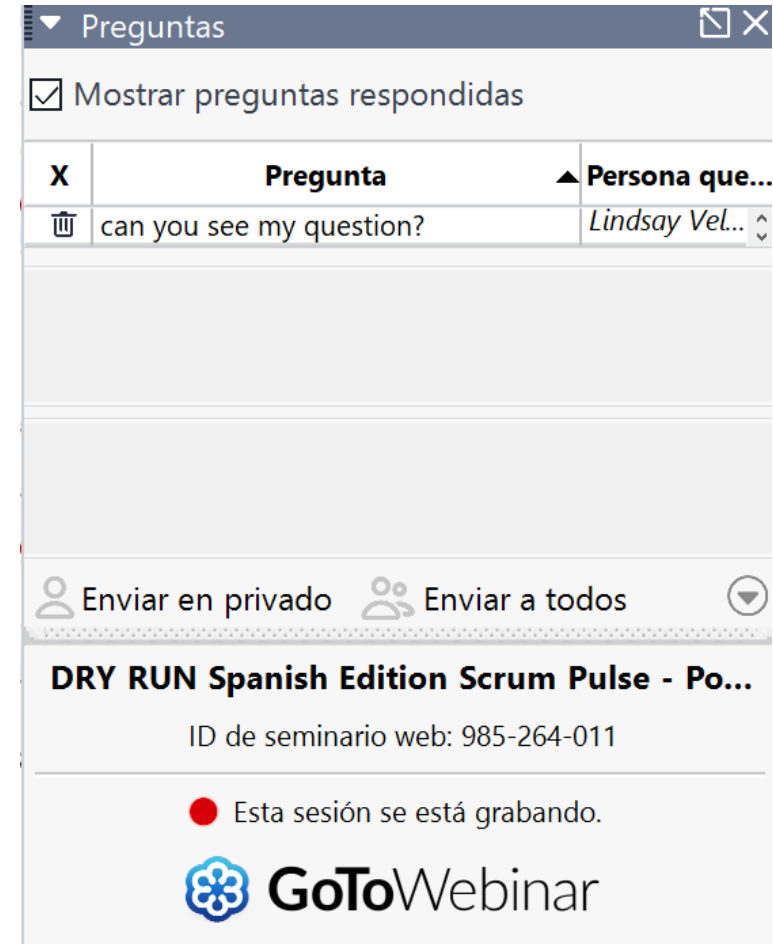 Preguntas
Mostrar preguntas respondidas
X Pregunta Persona que...
can you see my question? Lindsay Vel...
Enviar en privado Enviar a todos
DRY RUN Spanish Edition Scrum Pulse - Po...
ID de seminario web: 985-264-011
Esta sesión se está grabando.
GoToWebinar